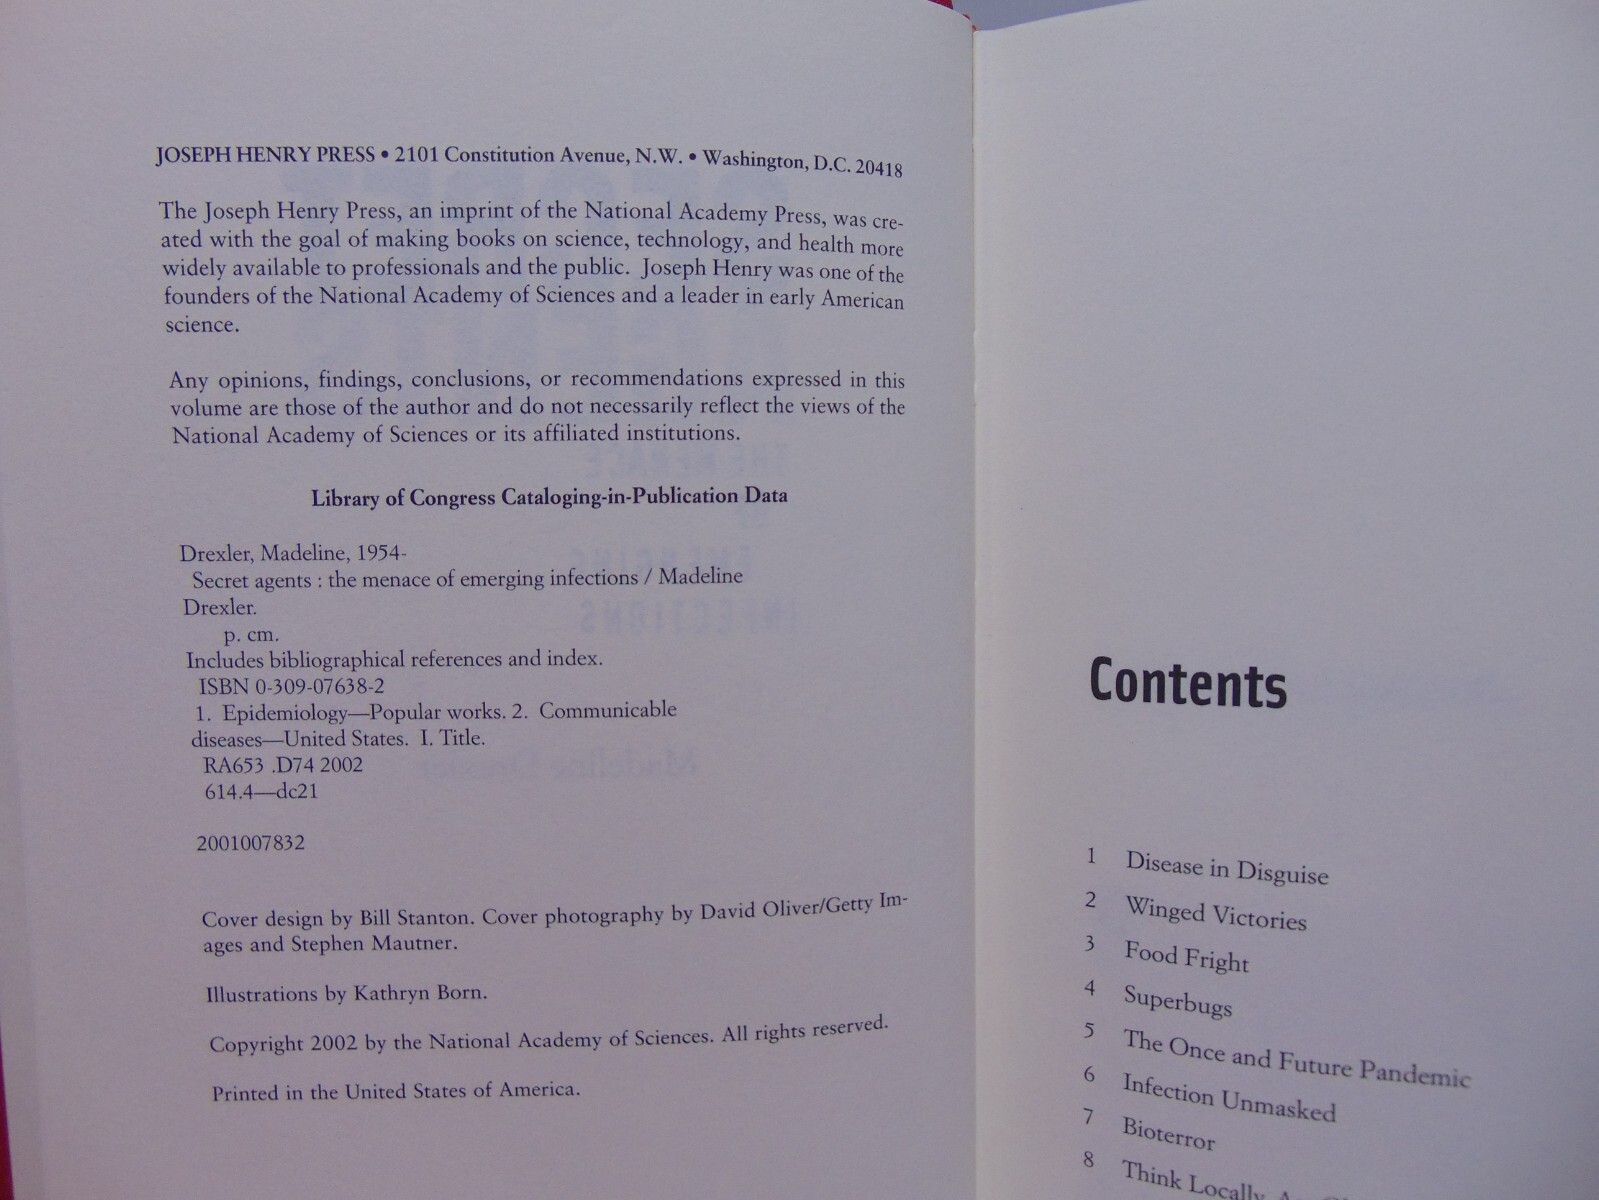 JOSEPH HENRY PRESS • 2101 Constitution Avenue, N.W. • Washington, D.C. 20418
The Joseph Henry Press, an imprint of the National Academy Press, was cre-
ated with the goal of making books on science, technology, and health more
widely available to professionals and the public. Joseph Henry was one of the
founders of the National Academy of Sciences and a leader in early American
science.
Any opinions, findings, conclusions, or recommendations expressed in this
volume are those of the author and do not necessarily reflect the views of the
National Academy of Sciences or its affiliated institutions.
Library of Congress Cataloging-in-Publication Data
Drexler, Madeline, 1954-
Secret agents : the menace of emerging infections / Madeline
Drexler.
p. cm.
Includes bibliographical references and index.
ISBN 0-309-07638-2
1. Epidemiology—Popular works. 2. Communicable
diseases—United States. I. Title.
RA653 .D74 2002
614.4—dc21
2001007832
Cover design by Bill Stanton. Cover photography by David Oliver/Getty Im-
ages and Stephen Mautner.
Illustrations by Kathryn Born.
Copyright 2002 by the National Academy of Sciences. All rights reserved.
Printed in the United States of America.
Contents
1 Disease in Disguise
2 Winged Victories
3 Food Fright
4 Superbugs
5 The Once and Future Pandemic
6 Infection Unmasked
7 Bioterror
8 Think Locally,